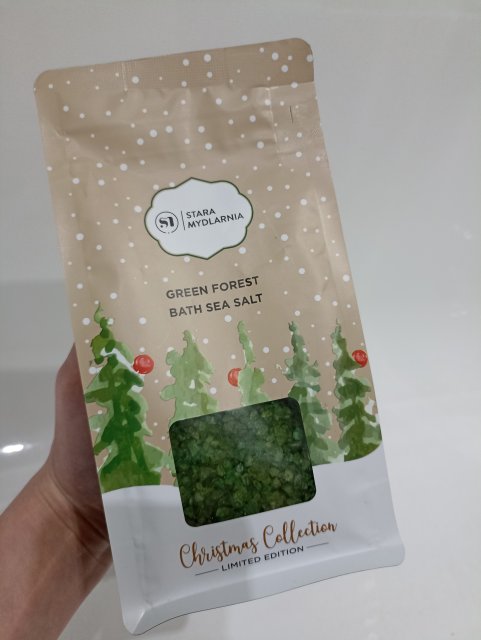 SM
STARA
MYDLARNIA
GREEN FOREST
BATH SEA SALT
Christmas Collection
LIMITED EDITION